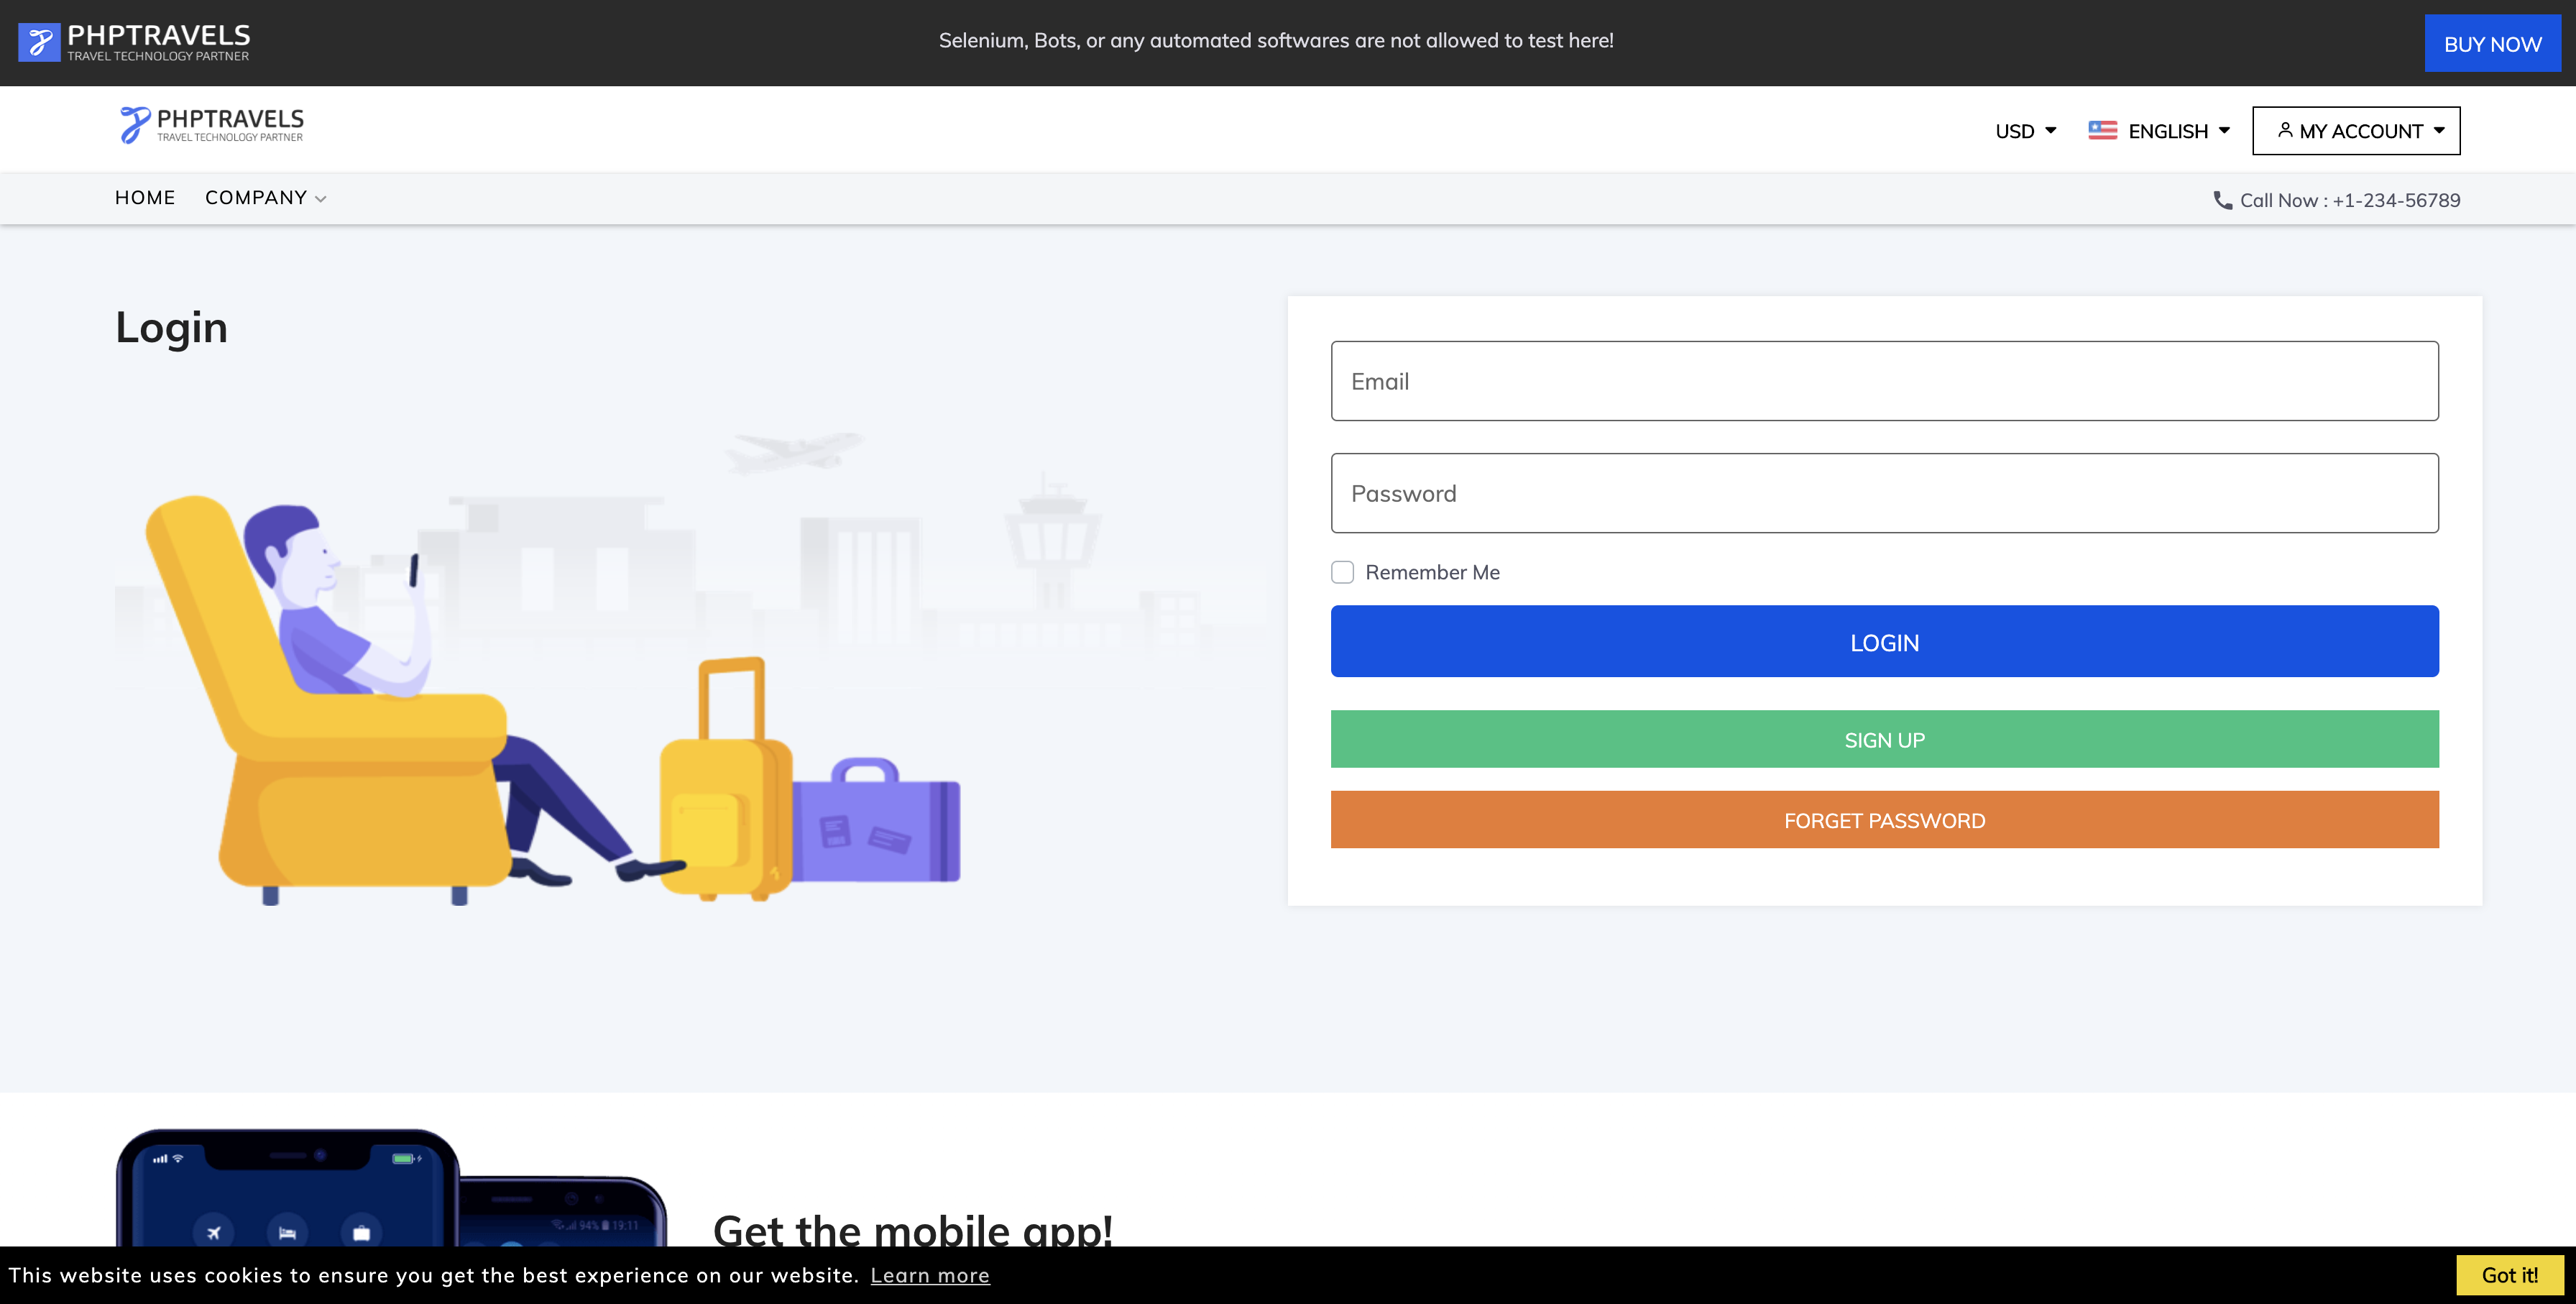 PHPTRAVELS
TRAVEL TECHNOLOGY PARTNER
Selenium, Bots, or any automated softwares are not allowed to test here!
BUY NOW
PHPTRAVELS
TRAVEL TECHNOLOGY PARTNER
USD
ENGLISH
MY ACCOUNT
HOME
COMPANY
Call Now : +1-234-56789
Login
Email
Password
Remember Me
LOGIN
SIGN UP
FORGET PASSWORD
94% 19:11
Get the mobile app!
This website uses cookies to ensure you get the best experience on our website. Learn more
Got it!